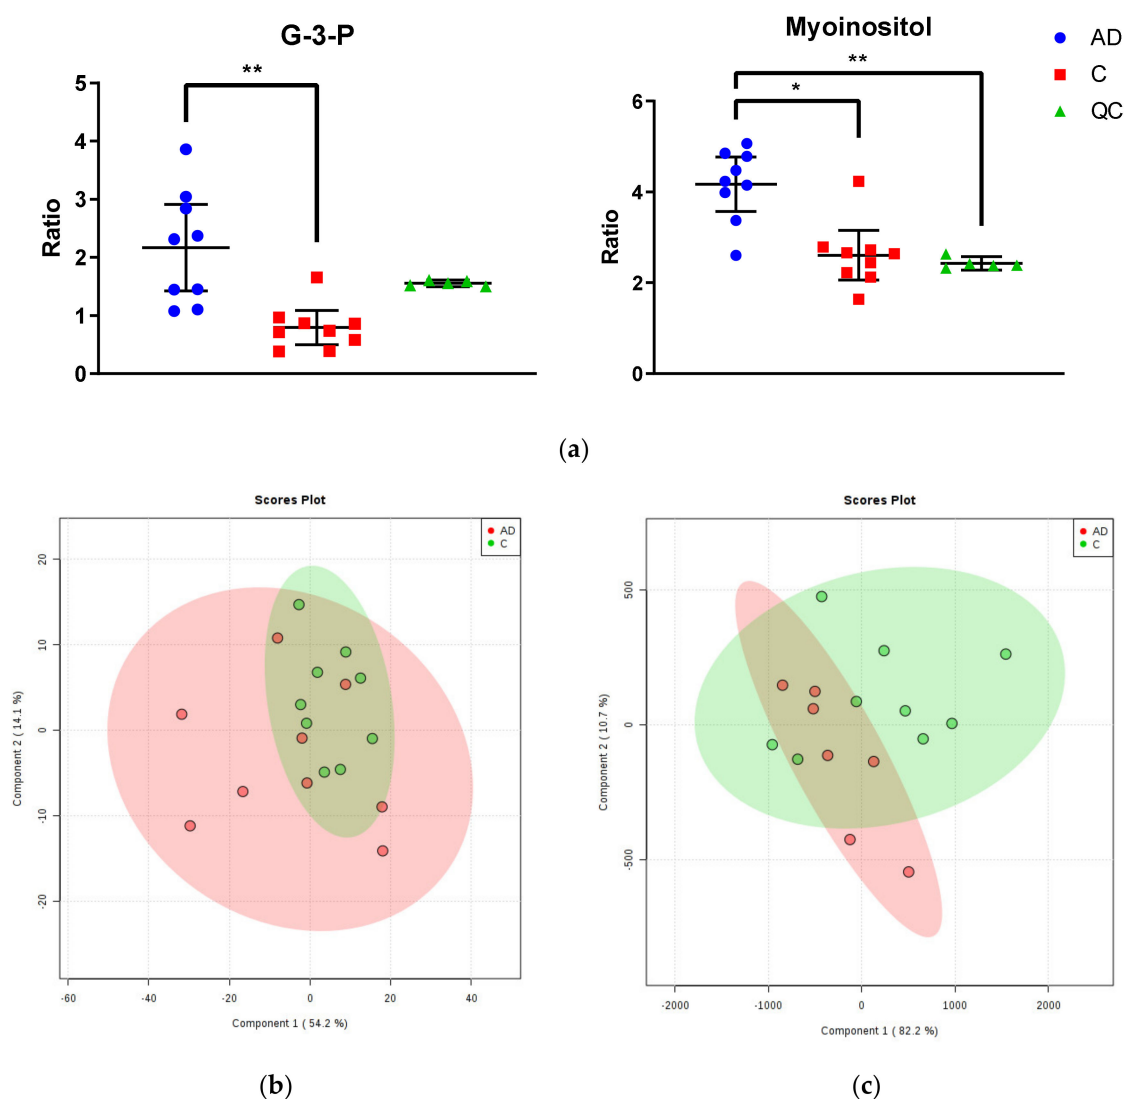 G-3-P
Myoinositol
AD
C
QC
**
**
*
Ratio
5
4
3
2
1
0
Ratio
6
4
2
0
(a)
Scores Plot
AD
C
Component 2 ( 14.1 %)
20
10
0
-10
-20
-60 -40 -20 0 20 40
Component 1 ( 54.2 %)
(b)
Scores Plot
AD
C
Component 2 ( 10.7 %)
500
0
-500
-2000 -1000 0 1000 2000
Component 1 ( 82.2 %)
(c)